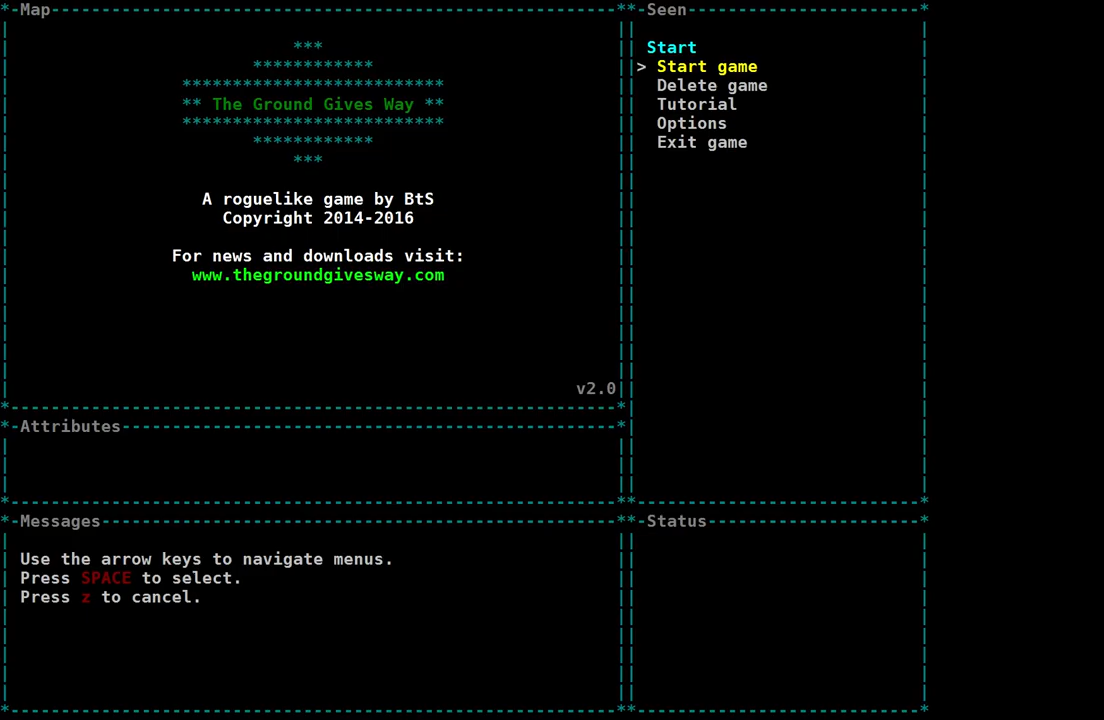 Map
Seen
***
************
**************************
** The Ground Gives Way **
**************************
************
***
A roguelike game by BtS
Copyright 2014-2016
For news and downloads visit:
www.thegroundgivesway.com
v2.0
Start
> Start game
Delete game
Tutorial
Options
Exit game
Attributes
Messages
Use the arrow keys to navigate menus.
Press SPACE to select.
Press z to cancel.
Status